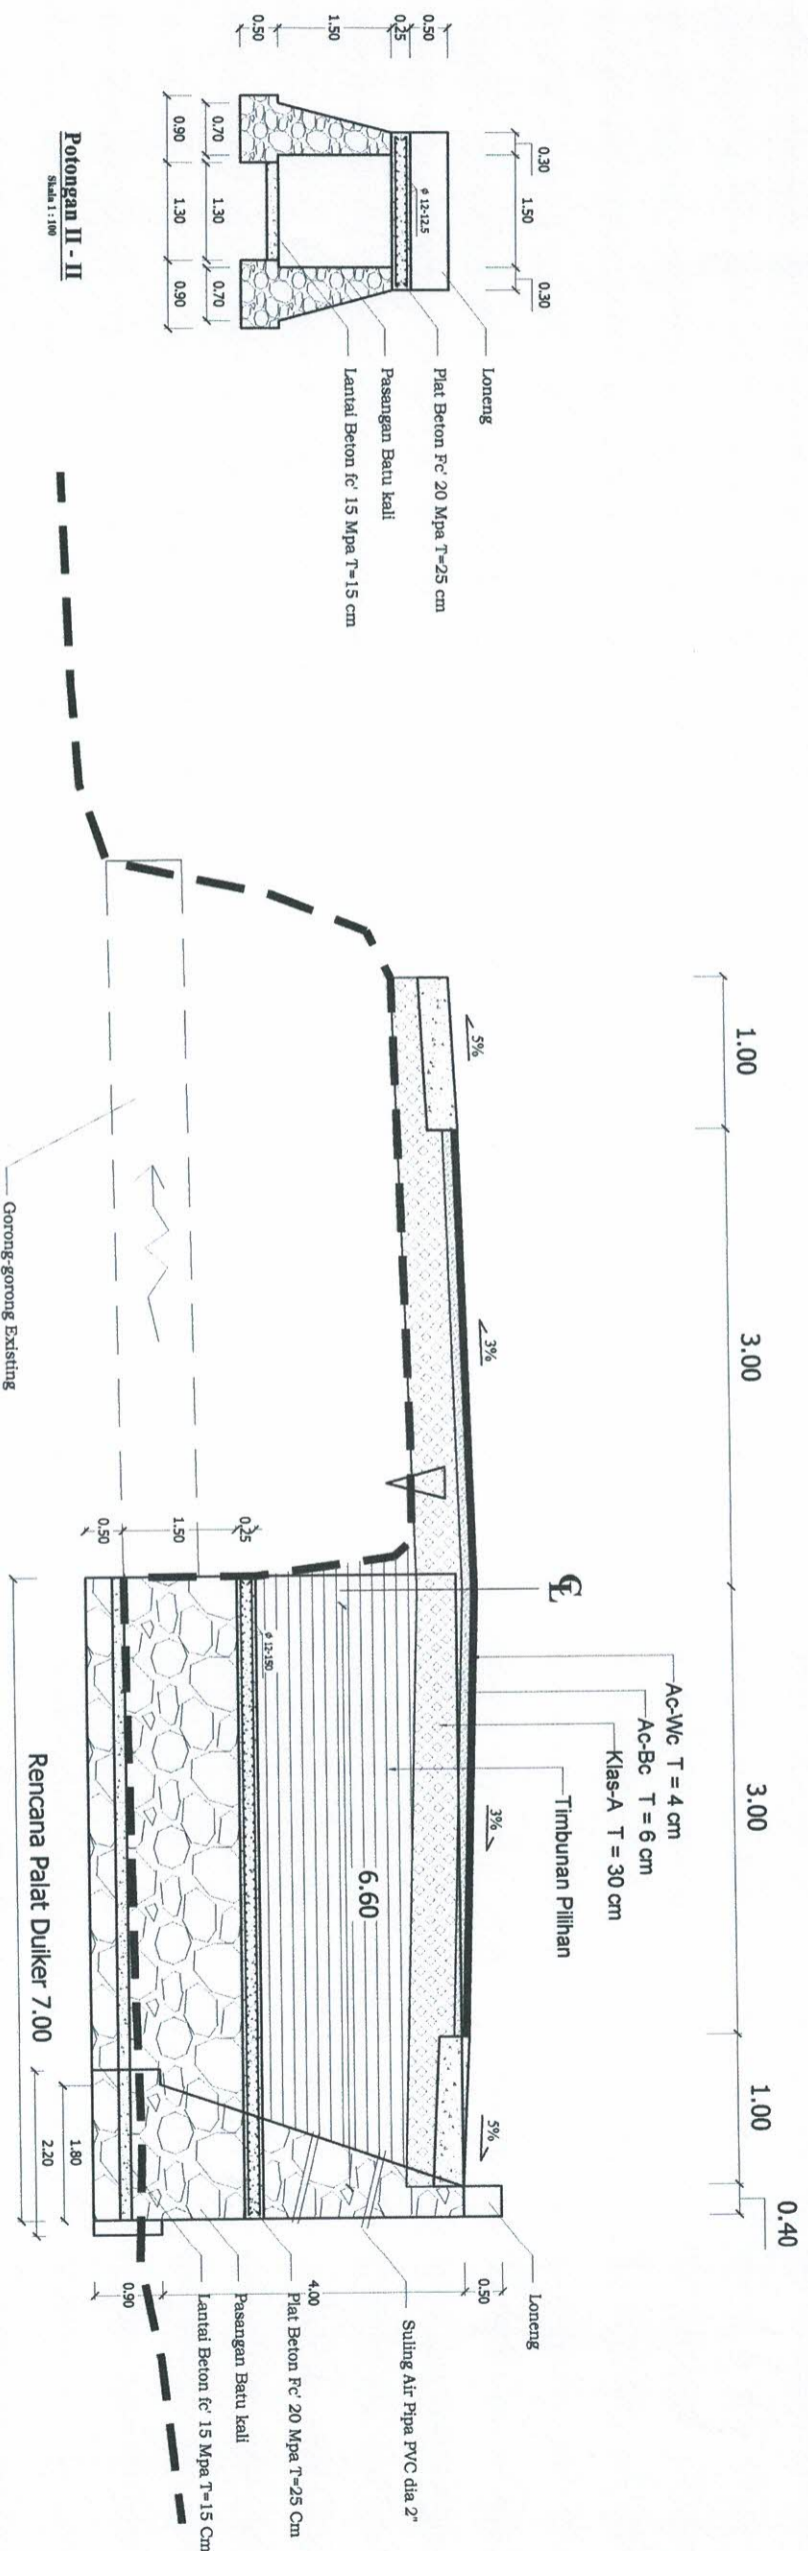 0.50
1.50
0.25
0.50
0.30
1.50
0.30
ϕ 12-12.5
0.70
1.30
0.70
0.90
1.30
0.90
Loneng
Plat Beton Fc' 20 Mpa T=25 cm
Pasangan Batu kali
Lantai Beton fc' 15 Mpa T=15 cm
Potongan II - II
Skala 1 : 100
1.00
3.00
3.00
1.00
0.40
5%
3%
3%
5%
CL
Ac-Wc T = 4 cm
Ac-Bc T = 6 cm
Klas-A T = 30 cm
Timbunan Pilihan
6.60
ϕ 12-150
0.25
1.50
0.50
Gorong-gorong Existing
Rencana Palat Duiker 7.00
1.80
2.20
0.50
4.00
0.90
Loneng
Suling Air Pipa PVC dia 2"
Plat Beton Fc' 20 Mpa T=25 Cm
Pasangan Batu kali
Lantai Beton fc' 15 Mpa T=15 Cm